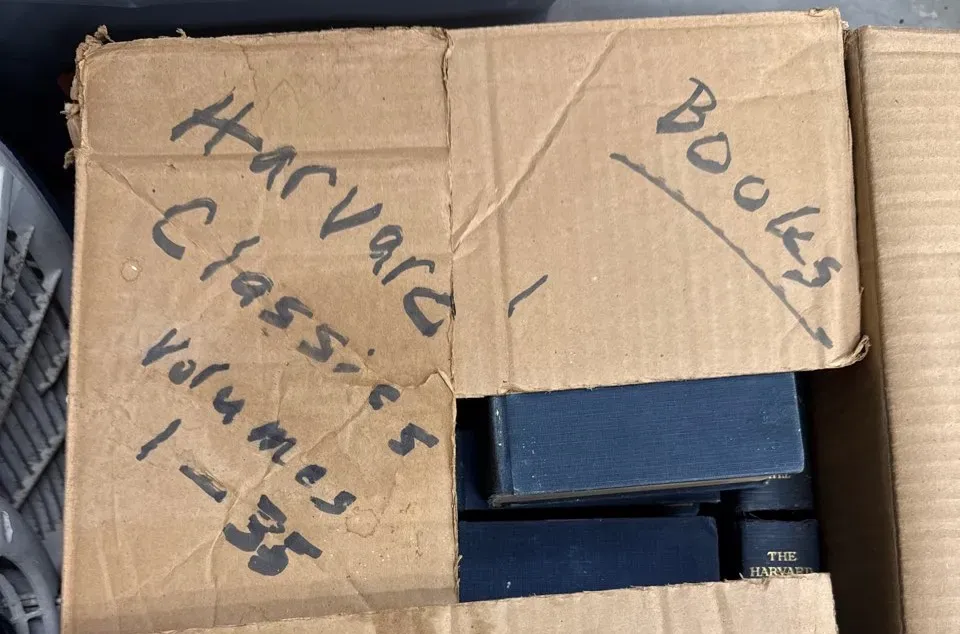 Harvard
Classics
Volumes
1-35
Books
THE
HARVARD